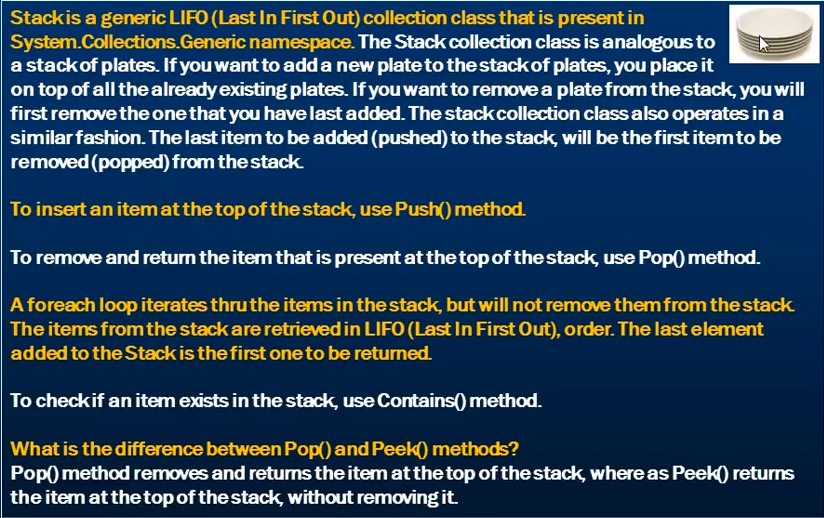 Stack is a generic LIFO (Last In First Out) collection class that is present in
System.Collections.Generic namespace. The Stack collection class is analogous to
a stack of plates. If you want to add a new plate to the stack of plates, you place it
on top of all the already existing plates. If you want to remove a plate from the stack, you will
first remove the one that you have last added. The stack collection class also operates in a
similar fashion. The last item to be added (pushed) to the stack, will be the first item to be
removed (popped) from the stack.
To insert an item at the top of the stack, use Push() method.
To remove and return the item that is present at the top of the stack, use Pop() method.
A foreach loop iterates thru the items in the stack, but will not remove them from the stack.
The items from the stack are retrieved in LIFO (Last In First Out), order. The last element
added to the Stack is the first one to be returned.
To check if an item exists in the stack, use Contains() method.
What is the difference between Pop() and Peek() methods?
Pop() method removes and returns the item at the top of the stack, where as Peek() returns
the item at the top of the stack, without removing it.